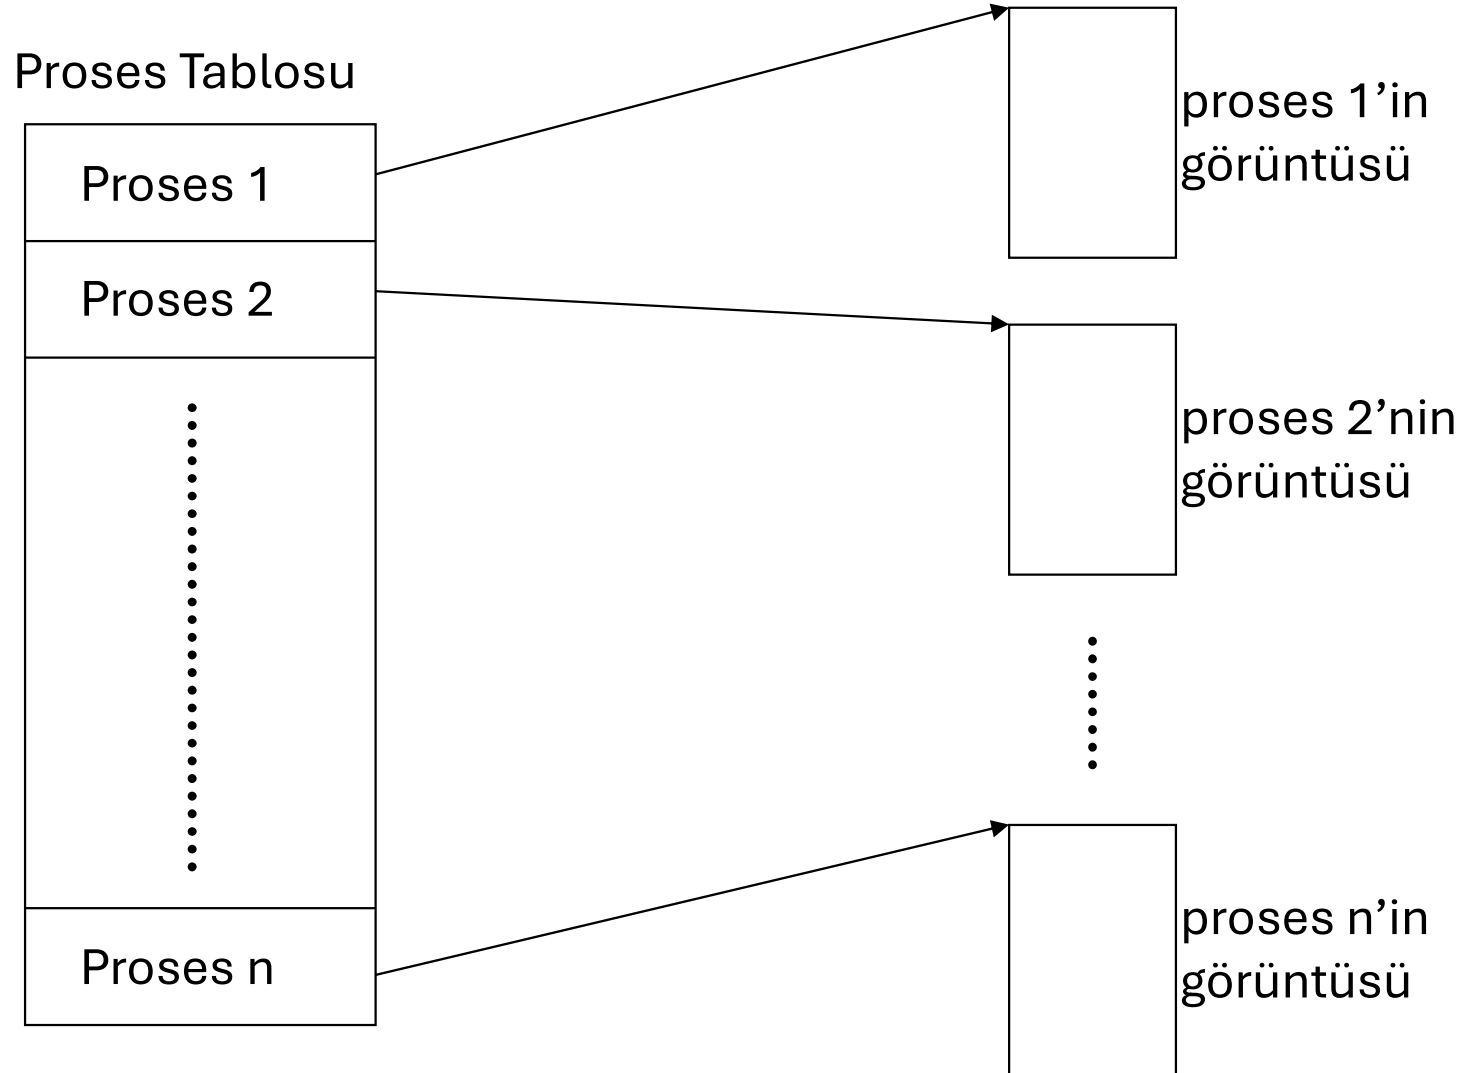 Proses Tablosu
Proses 1
Proses 2
Proses n
proses 1’in
görüntüsü
proses 2’nin
görüntüsü
proses n’in
görüntüsü